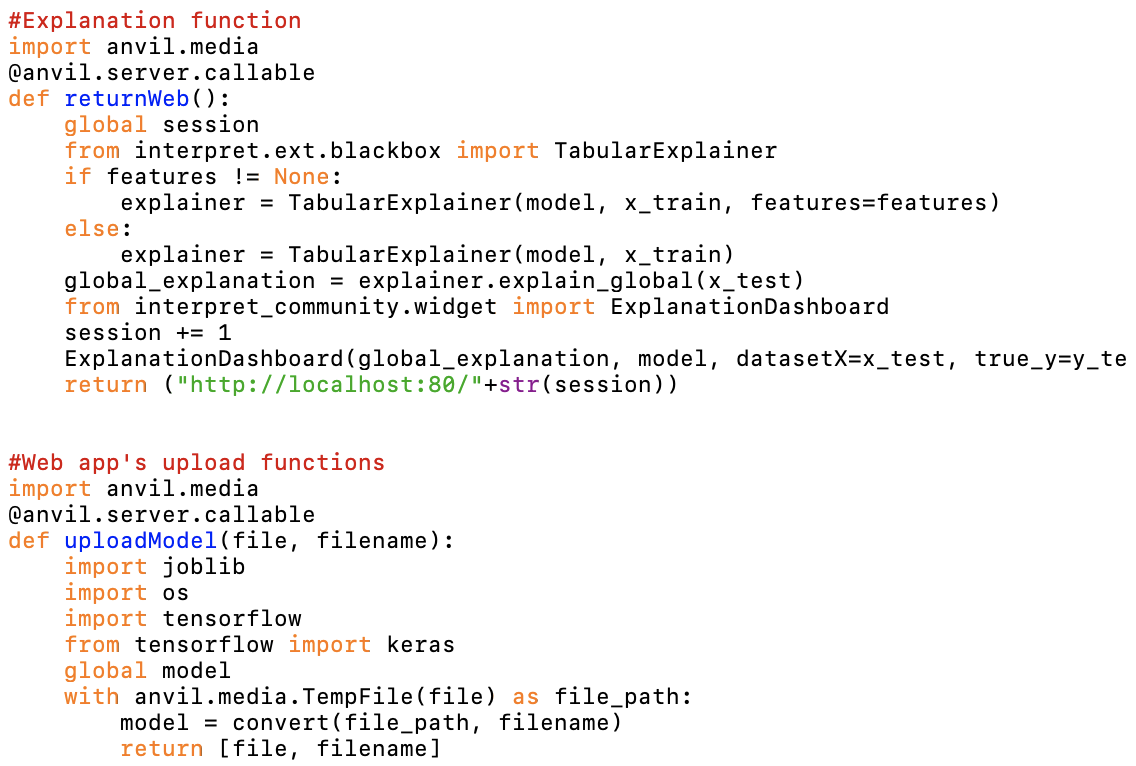 #Explanation function
import anvil.media
@anvil.server.callable
def returnWeb():
    global session
    from interpret.ext.blackbox import TabularExplainer
    if features != None:
        explainer = TabularExplainer(model, x_train, features=features)
    else:
        explainer = TabularExplainer(model, x_train)
    global_explanation = explainer.explain_global(x_test)
    from interpret_community.widget import ExplanationDashboard
    session += 1
    ExplanationDashboard(global_explanation, model, datasetX=x_test, true_y=y_te
    return ("http://localhost:80/"+str(session))

#Web app's upload functions
import anvil.media
@anvil.server.callable
def uploadModel(file, filename):
    import joblib
    import os
    import tensorflow
    from tensorflow import keras
    global model
    with anvil.media.TempFile(file) as file_path:
        model = convert(file_path, filename)
        return [file, filename]